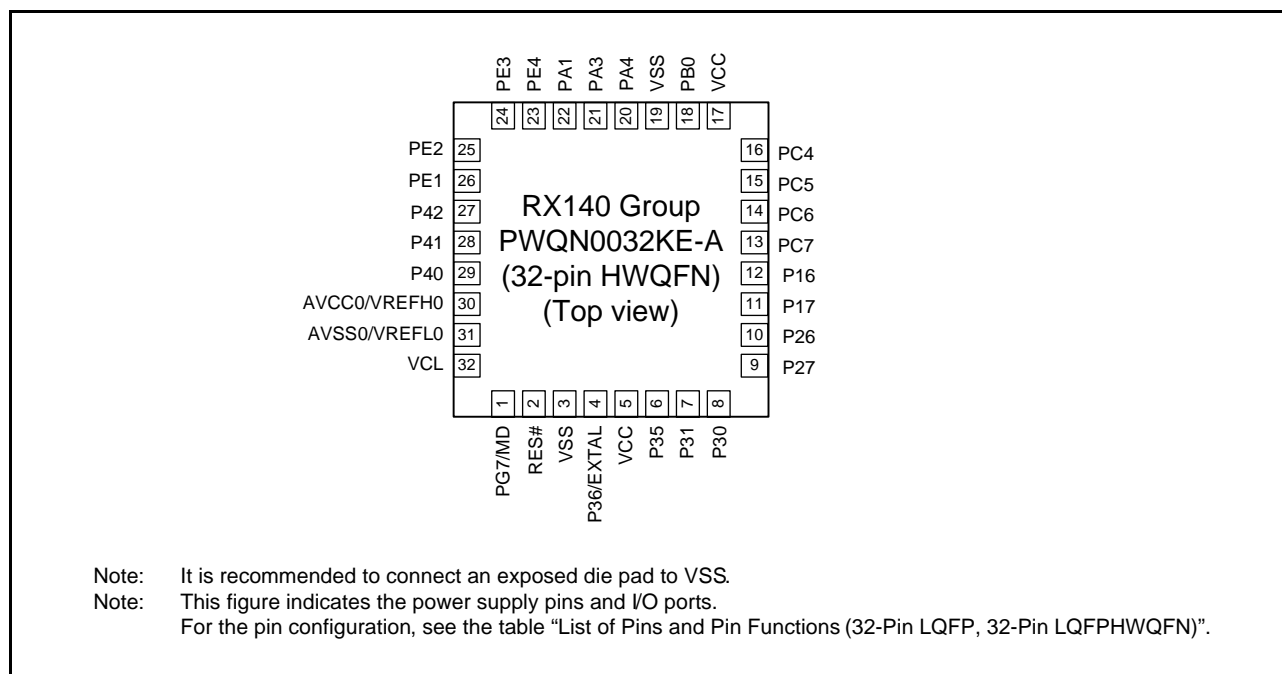 PE3
PE4
PA1
PA3
PA4
VSS
PB0
VCC
24
23
22
21
20
19
18
17
PE2 25
PE1 26
P42 27
P41 28
P40 29
AVCC0/VREFH0 30
AVSS0/VREFL0 31
VCL 32
RX140 Group
PWQN0032KE-A
(32-pin HWQFN)
(Top view)
16 PC4
15 PC5
14 PC6
13 PC7
12 P16
11 P17
10 P26
9 P27
1
2
3
4
5
6
7
8
PG7/MD
RES#
VSS
P36/EXTAL
VCC
P35
P31
P30
Note: It is recommended to connect an exposed die pad to VSS.
Note: This figure indicates the power supply pins and I/O ports.
For the pin configuration, see the table “List of Pins and Pin Functions (32-Pin LQFP, 32-Pin LQFPHWQFN)”.